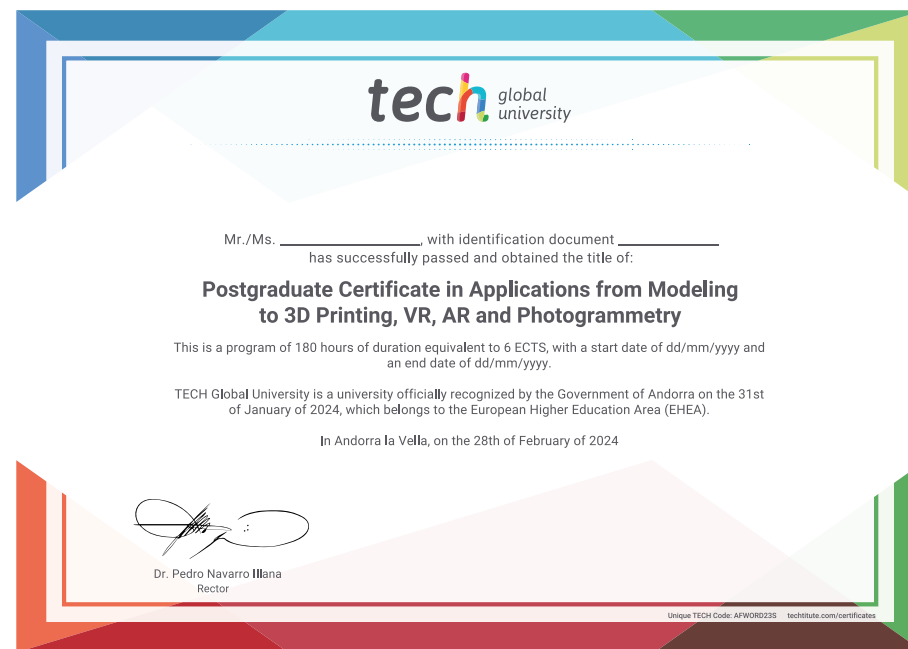 tech global university
Mr./Ms. ____________, with identification document ____________
has successfully passed and obtained the title of:
Postgraduate Certificate in Applications from Modeling
to 3D Printing, VR, AR and Photogrammetry
This is a program of 180 hours of duration equivalent to 6 ECTS, with a start date of dd/mm/yyyy and
an end date of dd/mm/yyyy.
TECH Global University is a university officially recognized by the Government of Andorra on the 31st
of January of 2024, which belongs to the European Higher Education Area (EHEA).
In Andorra la Vella, on the 28th of February of 2024
Dr. Pedro Navarro Illana
Rector
Unique TECH Code: AFWORD23S techtitute.com/certificates